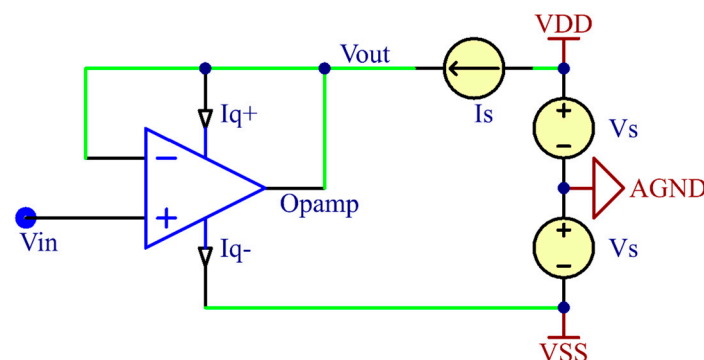 VDD
Vout
Iq+
Is
Vs
−
+
−
Opamp
AGND
+
Vin
Iq-
+
−
Vs
VSS